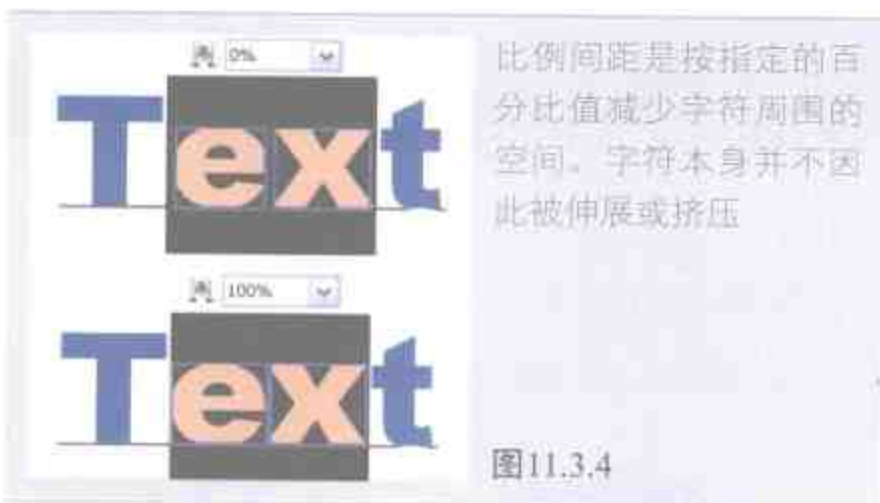 0%
Text
100%
Text
比例间距是按指定的百
分比值减少字符周围的
空间。字符本身并不因
此被伸展或挤压
图11.3.4